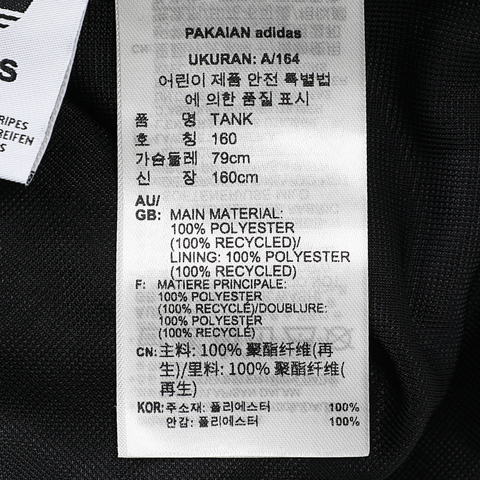 S
RIPES
REIFEN
S
PAKAIAN adidas
UKURAN: A/164
어린이 제품 안전 특별법
에 의한 품질 표시
품 명 TANK
호 칭 160
가슴둘레 79cm
신 장 160cm
AU/
GB: MAIN MATERIAL:
100% POLYESTER
(100% RECYCLED)/
LINING: 100% POLYESTER
(100% RECYCLED)
F: MATIERE PRINCIPALE:
100% POLYESTER
(100% RECYCLÉ)/DOUBLURE:
100% POLYESTER
(100% RECYCLÉ)
CN: 主料: 100% 聚酯纤维(再
生)/里料: 100% 聚酯纤维(
再生)
KOR: 주소재: 폴리에스터 100%
안감: 폴리에스터 100%